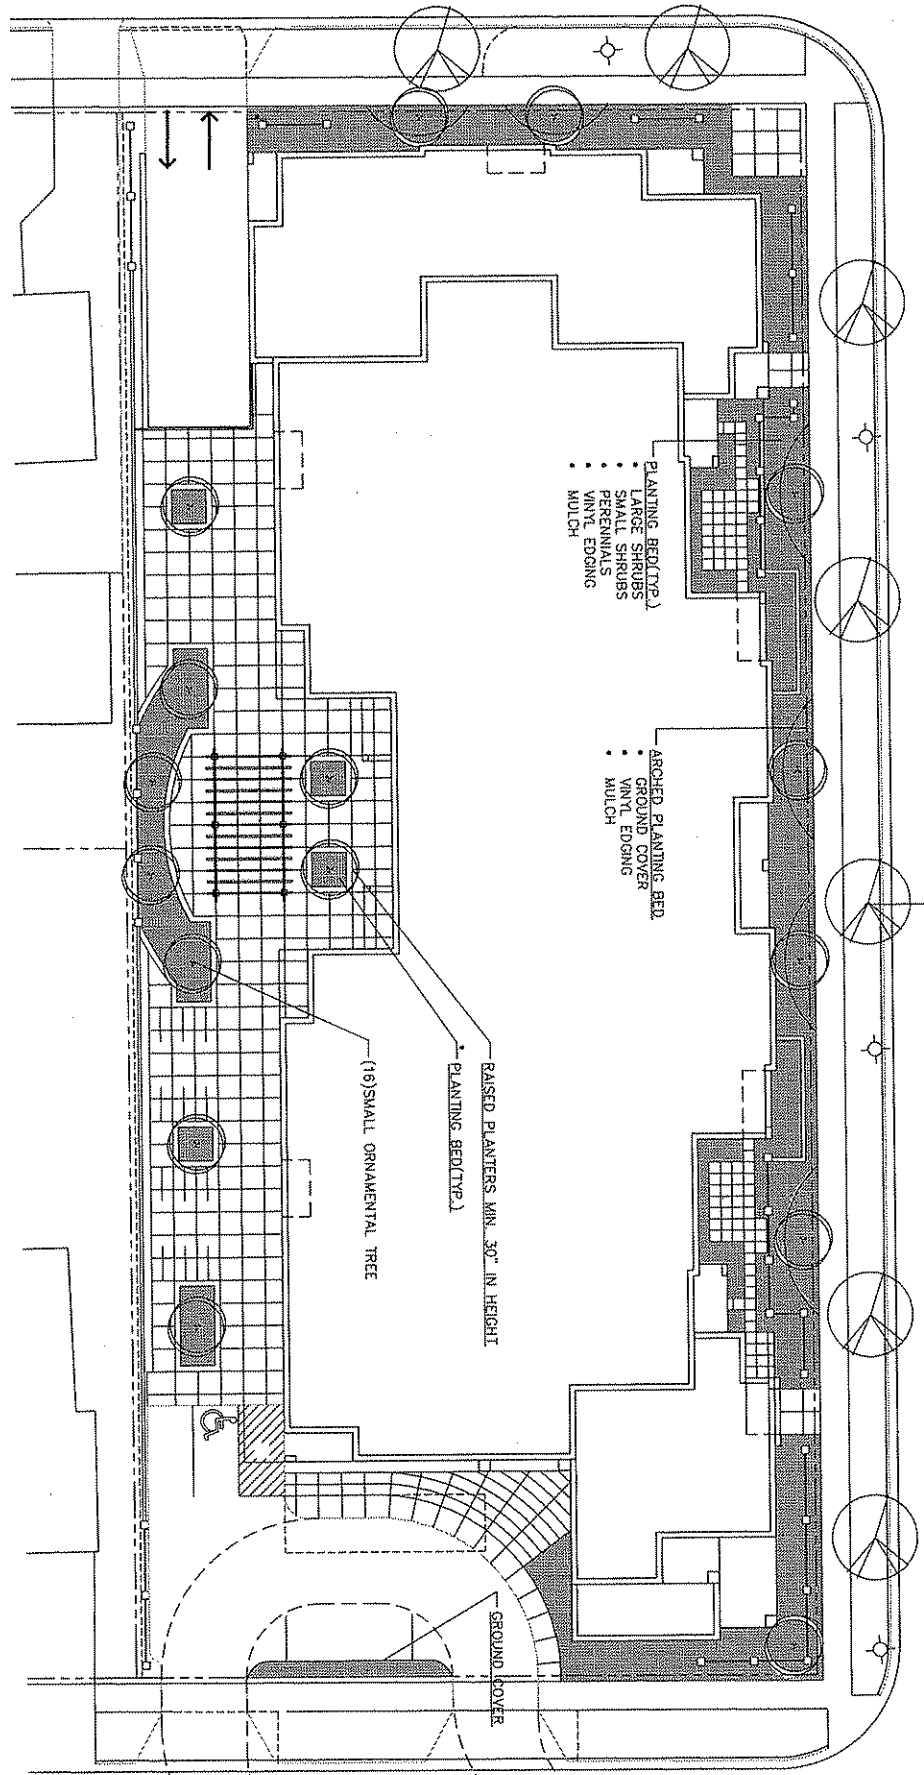 PLANTING BED(TYP.)
• LARGE SHRUBS
• SMALL SHRUBS
• PERENNIALS
• VINYL EDGING
• MULCH
ARCHED PLANTING BED
• GROUND COVER
• VINYL EDGING
• MULCH
RAISED PLANTERS MIN. 30" IN HEIGHT
• PLANTING BED(TYP.)
(16)SMALL ORNAMENTAL TREE
GROUND COVER